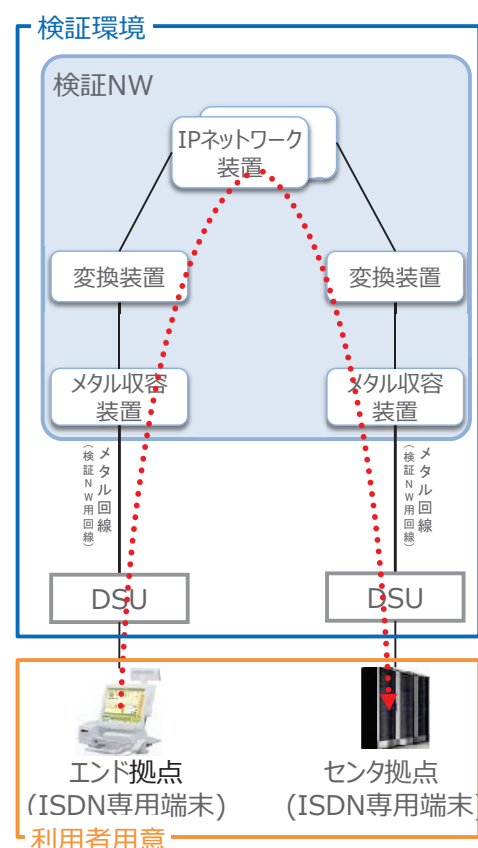 検証環境
検証NW
IPネットワーク
装置
変換装置
変換装置
メタル収容
装置
メタル収容
装置
メタル回線
(検証NW用回線)
メタル回線
(検証NW用回線)
DSU
DSU
エンド拠点
(ISDN専用端末)
センタ拠点
(ISDN専用端末)
利用者用意